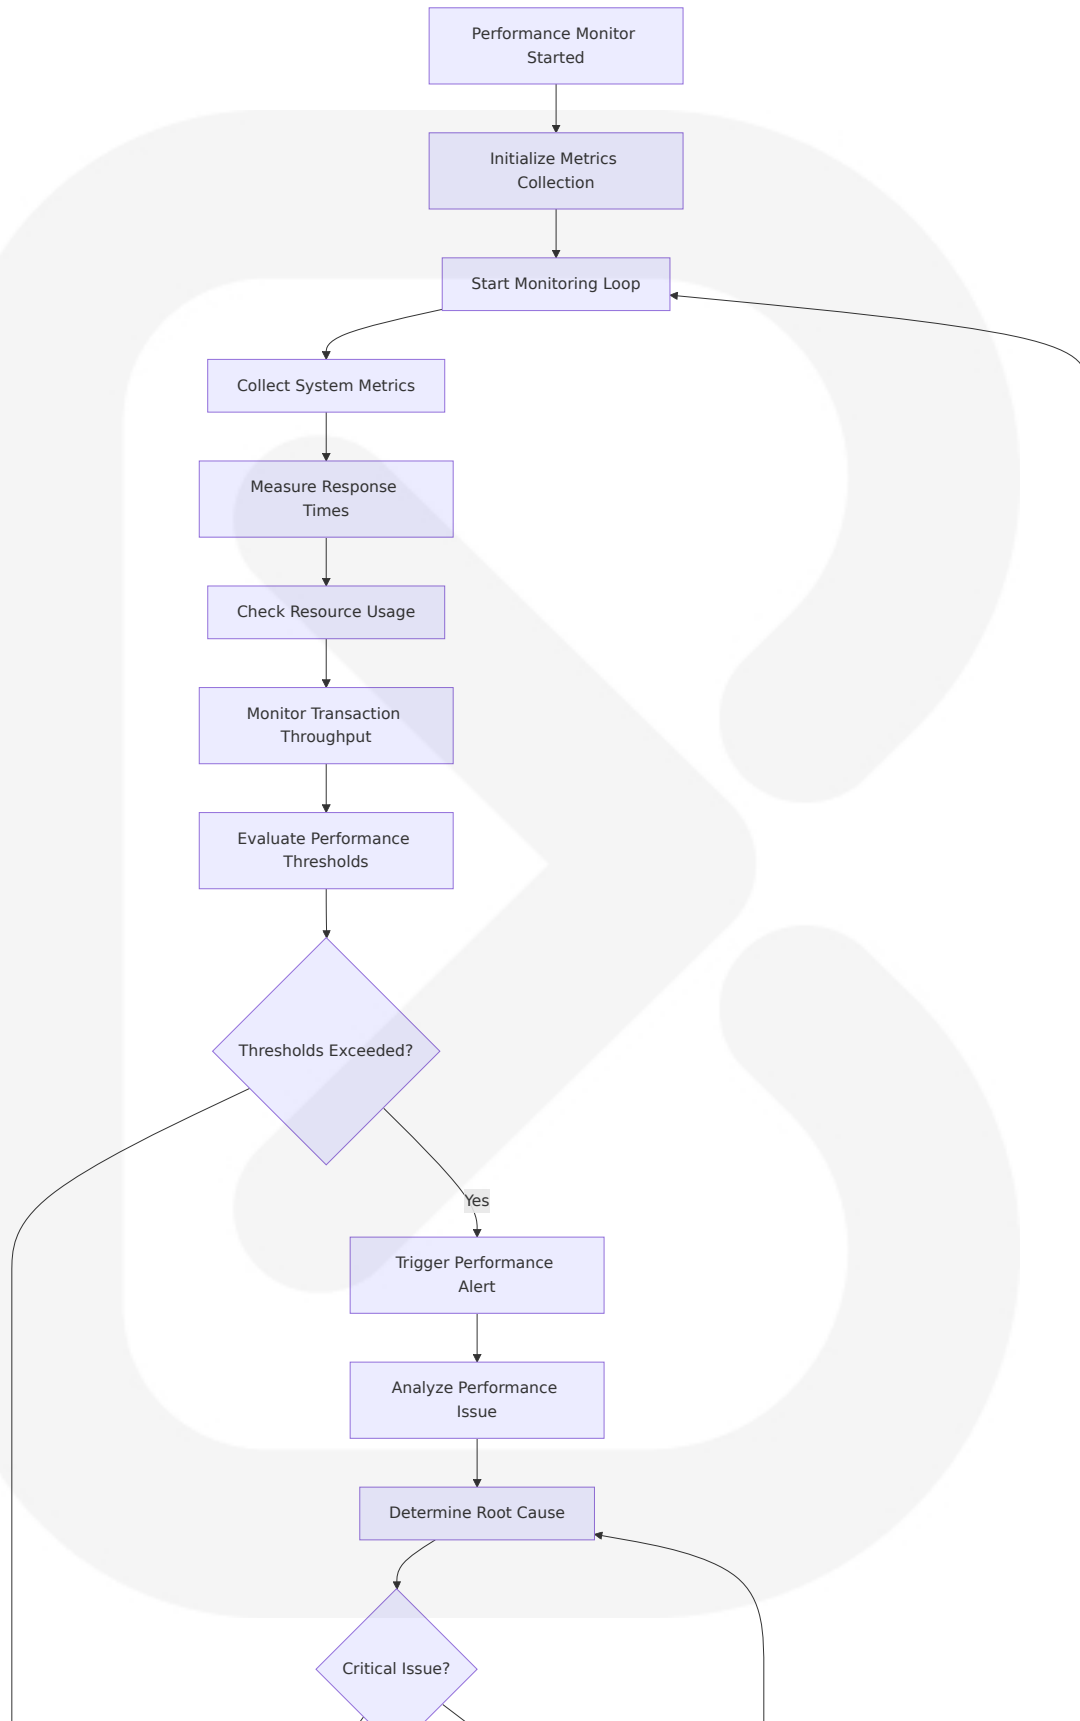 Performance Monitor
Started
Initialize Metrics
Collection
Start Monitoring Loop
Collect System Metrics
Measure Response
Times
Check Resource Usage
Monitor Transaction
Throughput
Evaluate Performance
Thresholds
Thresholds Exceeded?
Yes
Trigger Performance
Alert
Analyze Performance
Issue
Determine Root Cause
Critical Issue?